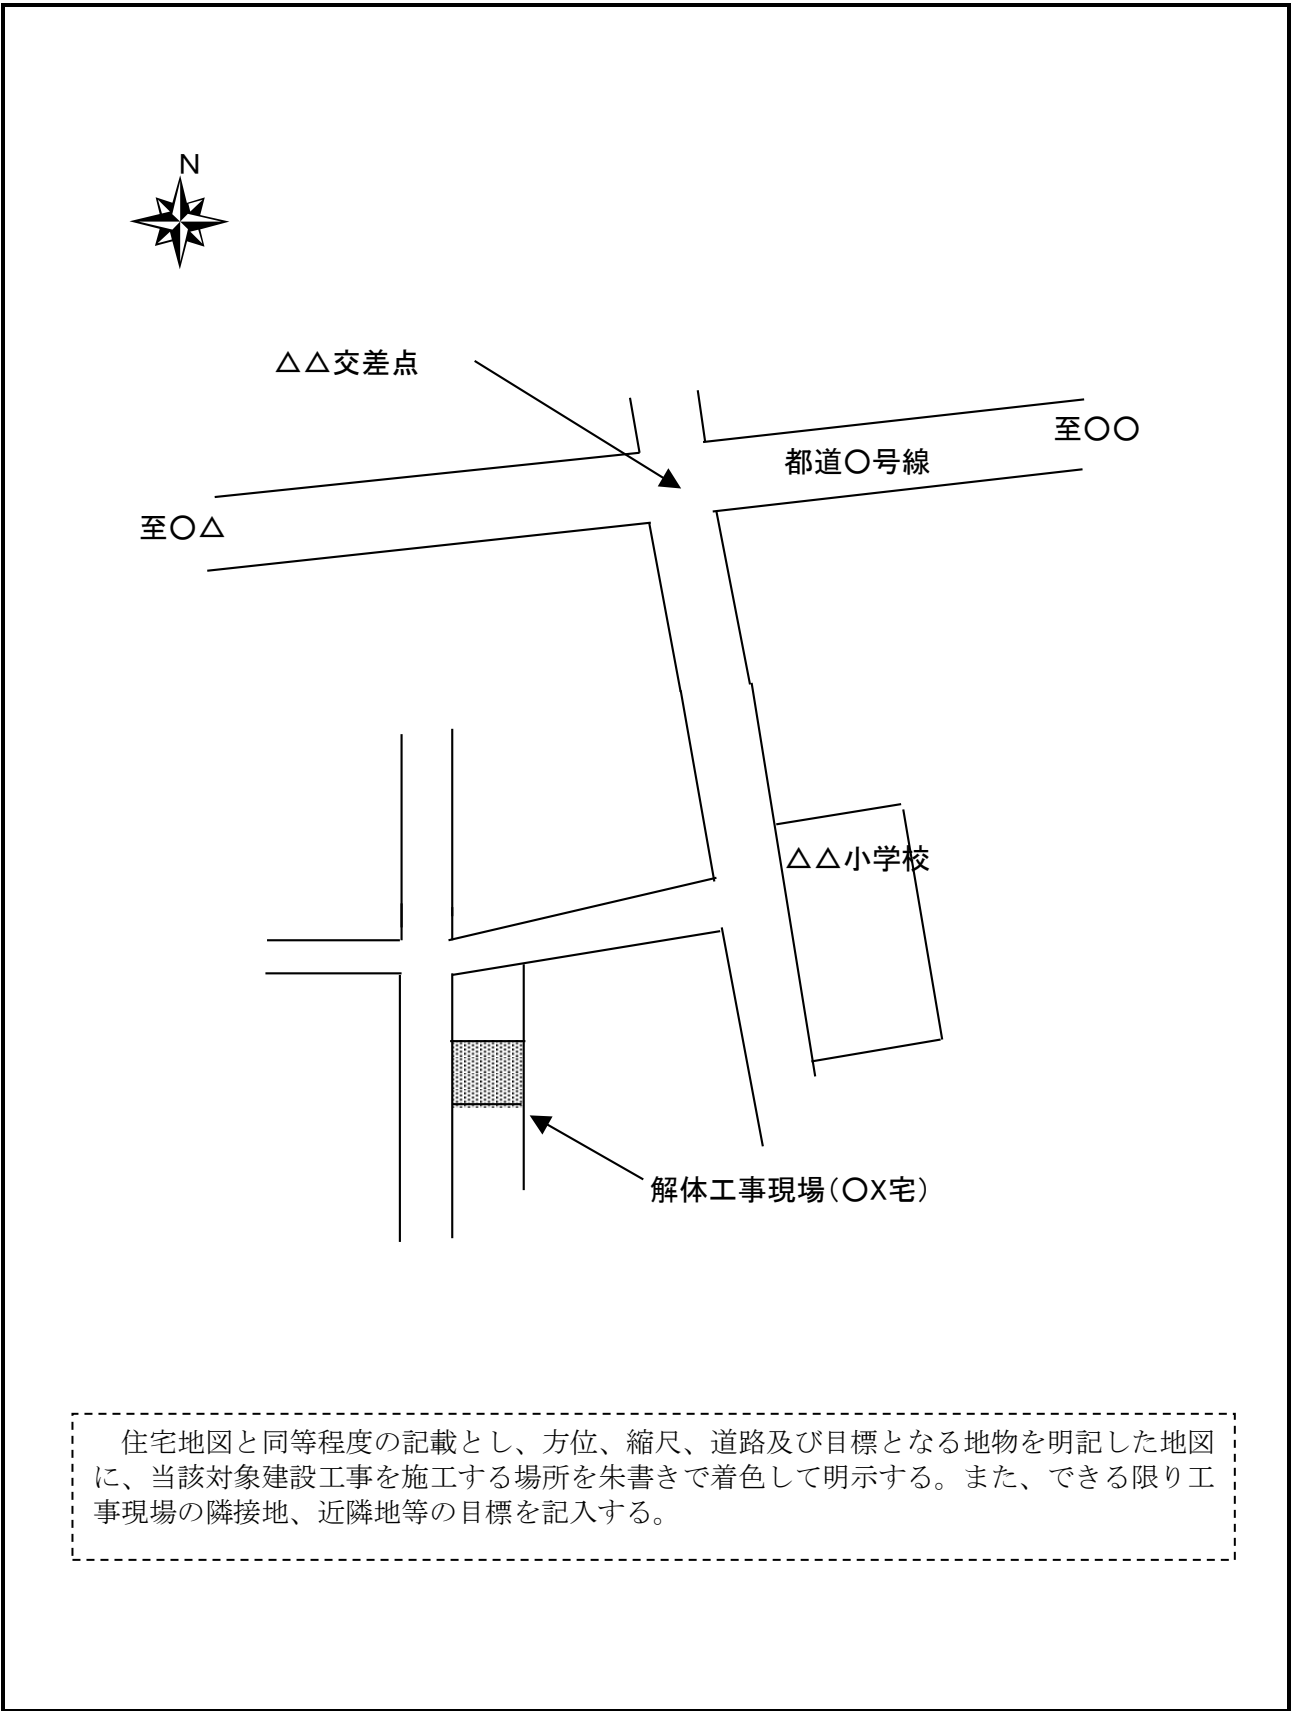 N
△△交差点
至〇〇
都道〇号線
至〇△
△△小学校
解体工事現場(〇X宅)
住宅地図と同等程度の記載とし、方位、縮尺、道路及び目標となる地物を明記した地図
に、当該対象建設工事を施工する場所を朱書きで着色して明示する。また、できる限り工
事現場の隣接地、近隣地等の目標を記入する。